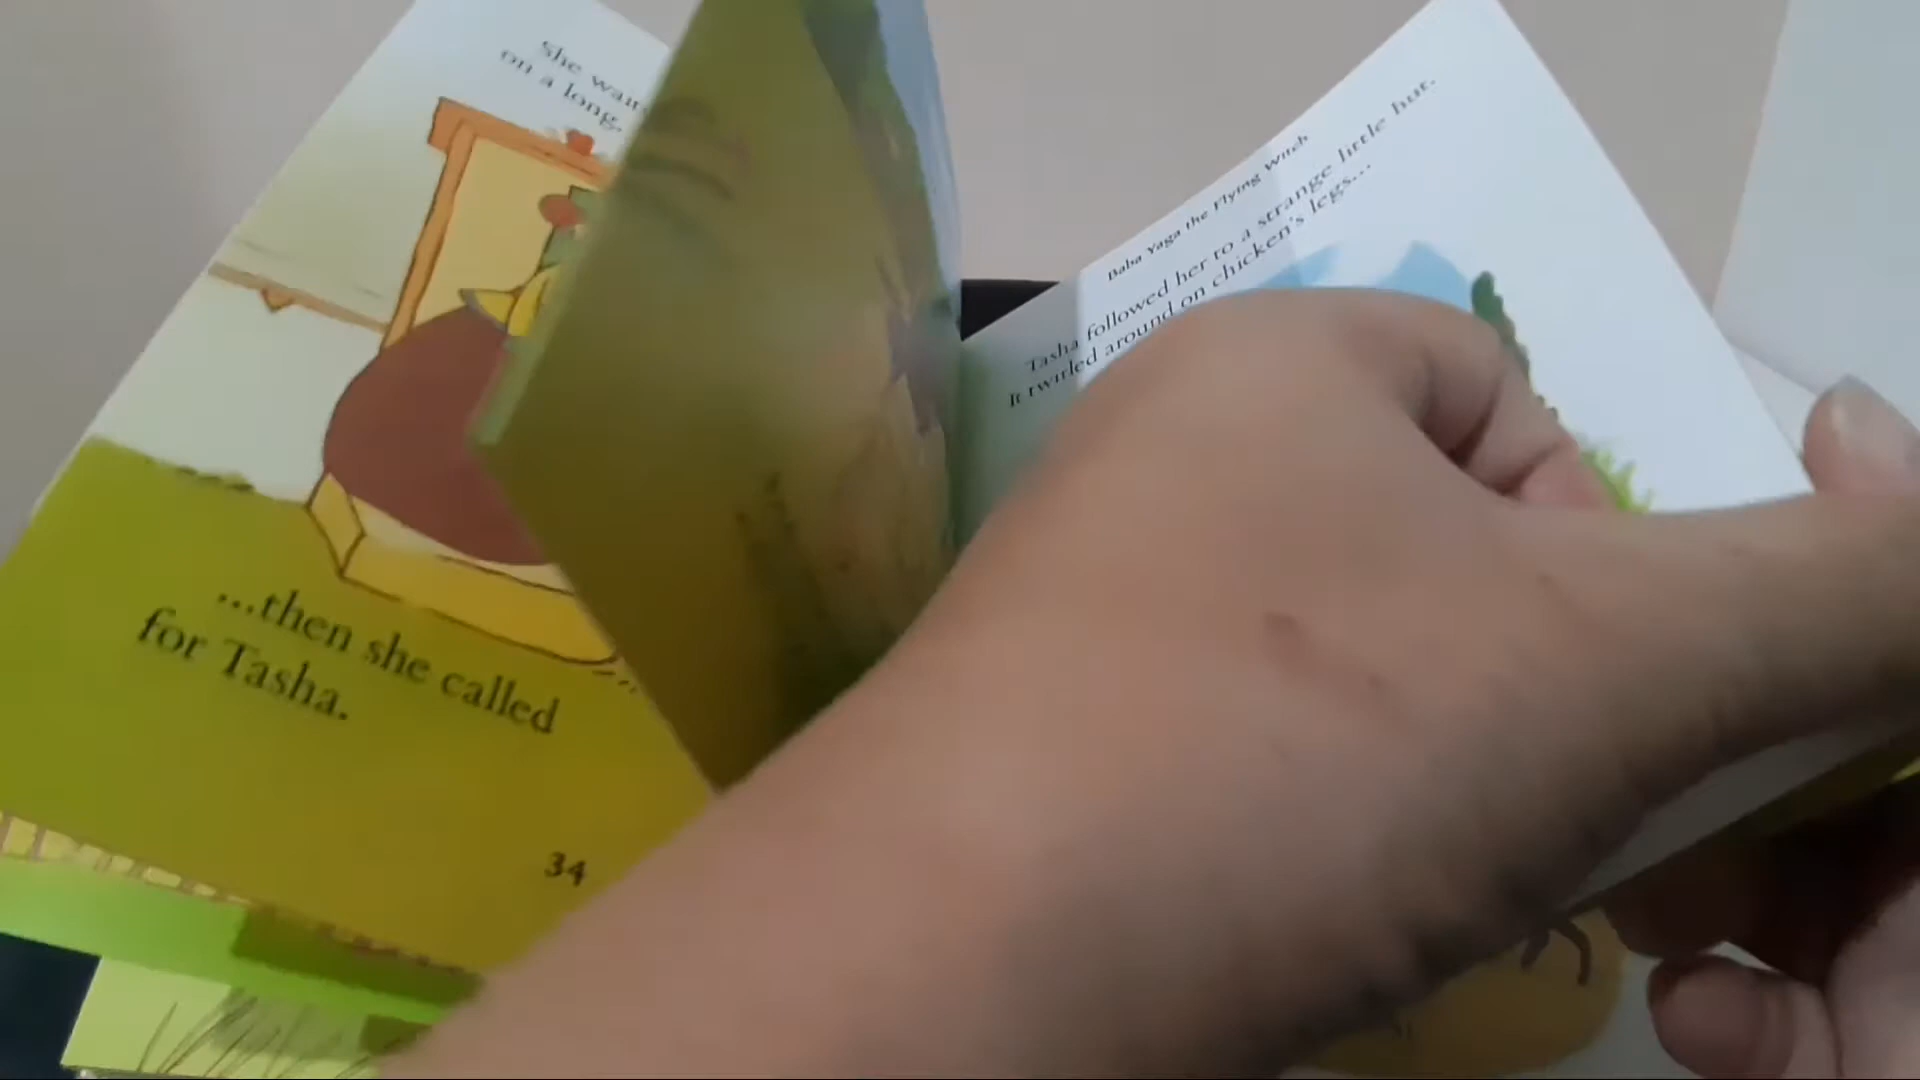 She
on a long,
...then she called
for Tasha.
34
Baba Yaga the Flying Witch
Tasha followed her to a strange little hut.
It twirled around on chicken's legs...